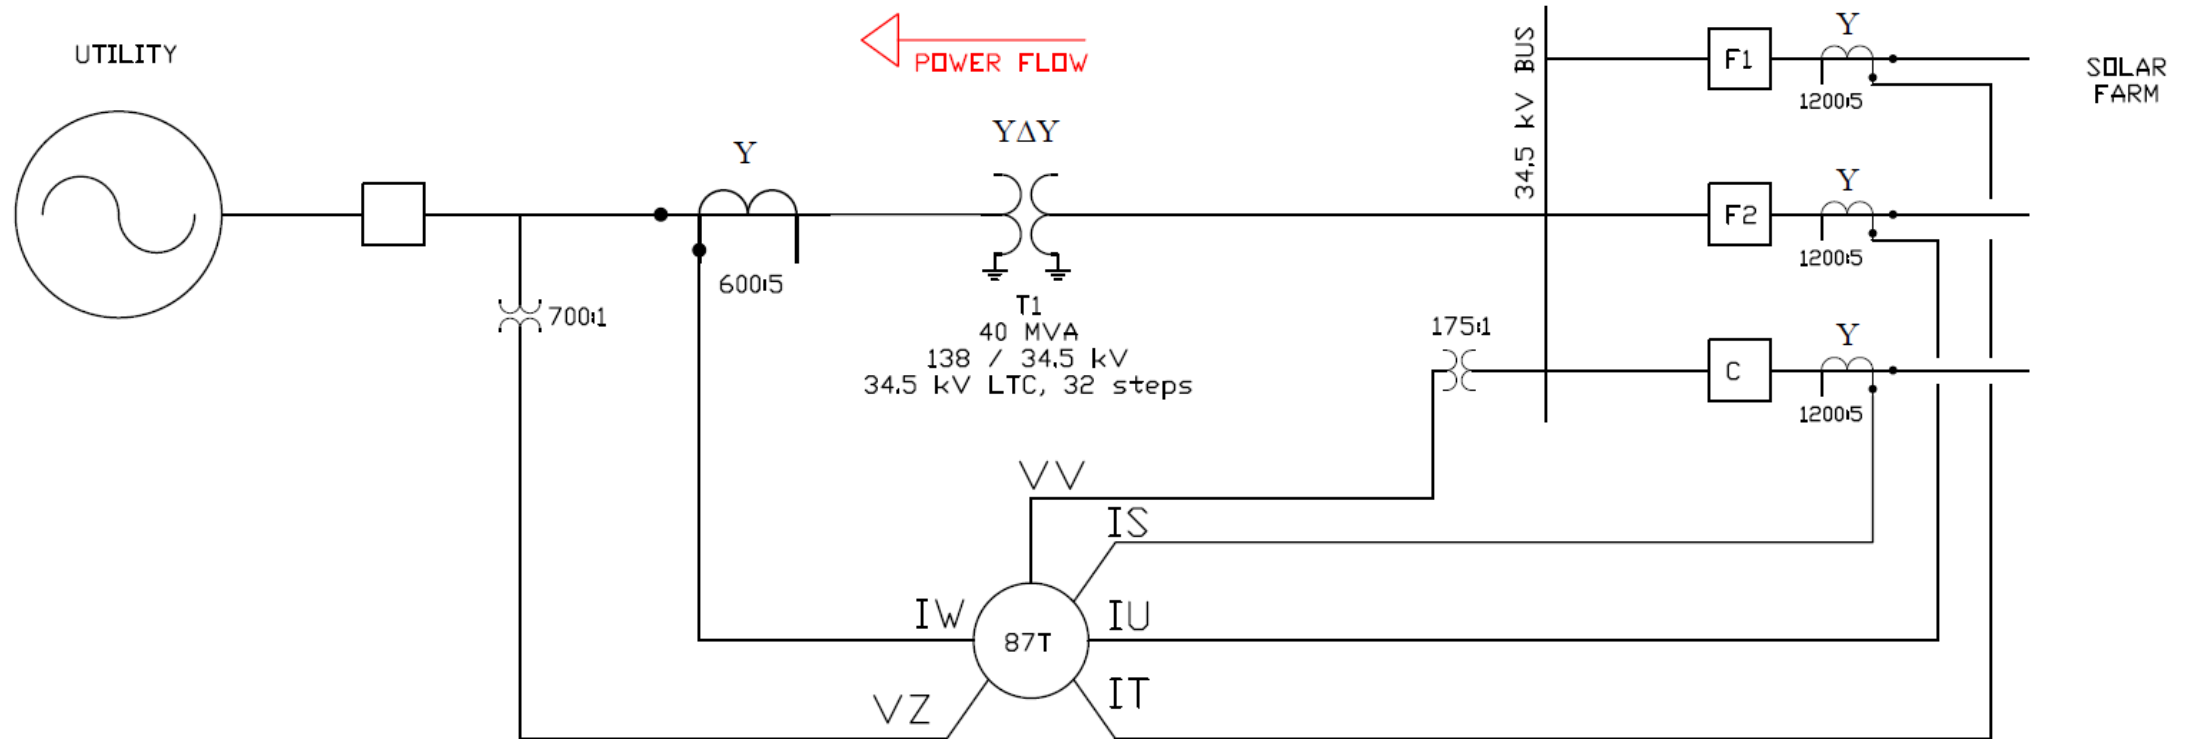 UTILITY
POWER FLOW
34.5 kV BUS
F1
Y
1200:5
SOLAR
FARM
Y
YΔY
F2
Y
1200:5
600:5
700:1
T1
40 MVA
138 / 34.5 kV
34.5 kV LTC, 32 steps
175:1
C
Y
1200:5
VV
IS
IW
87T
IU
VZ
IT